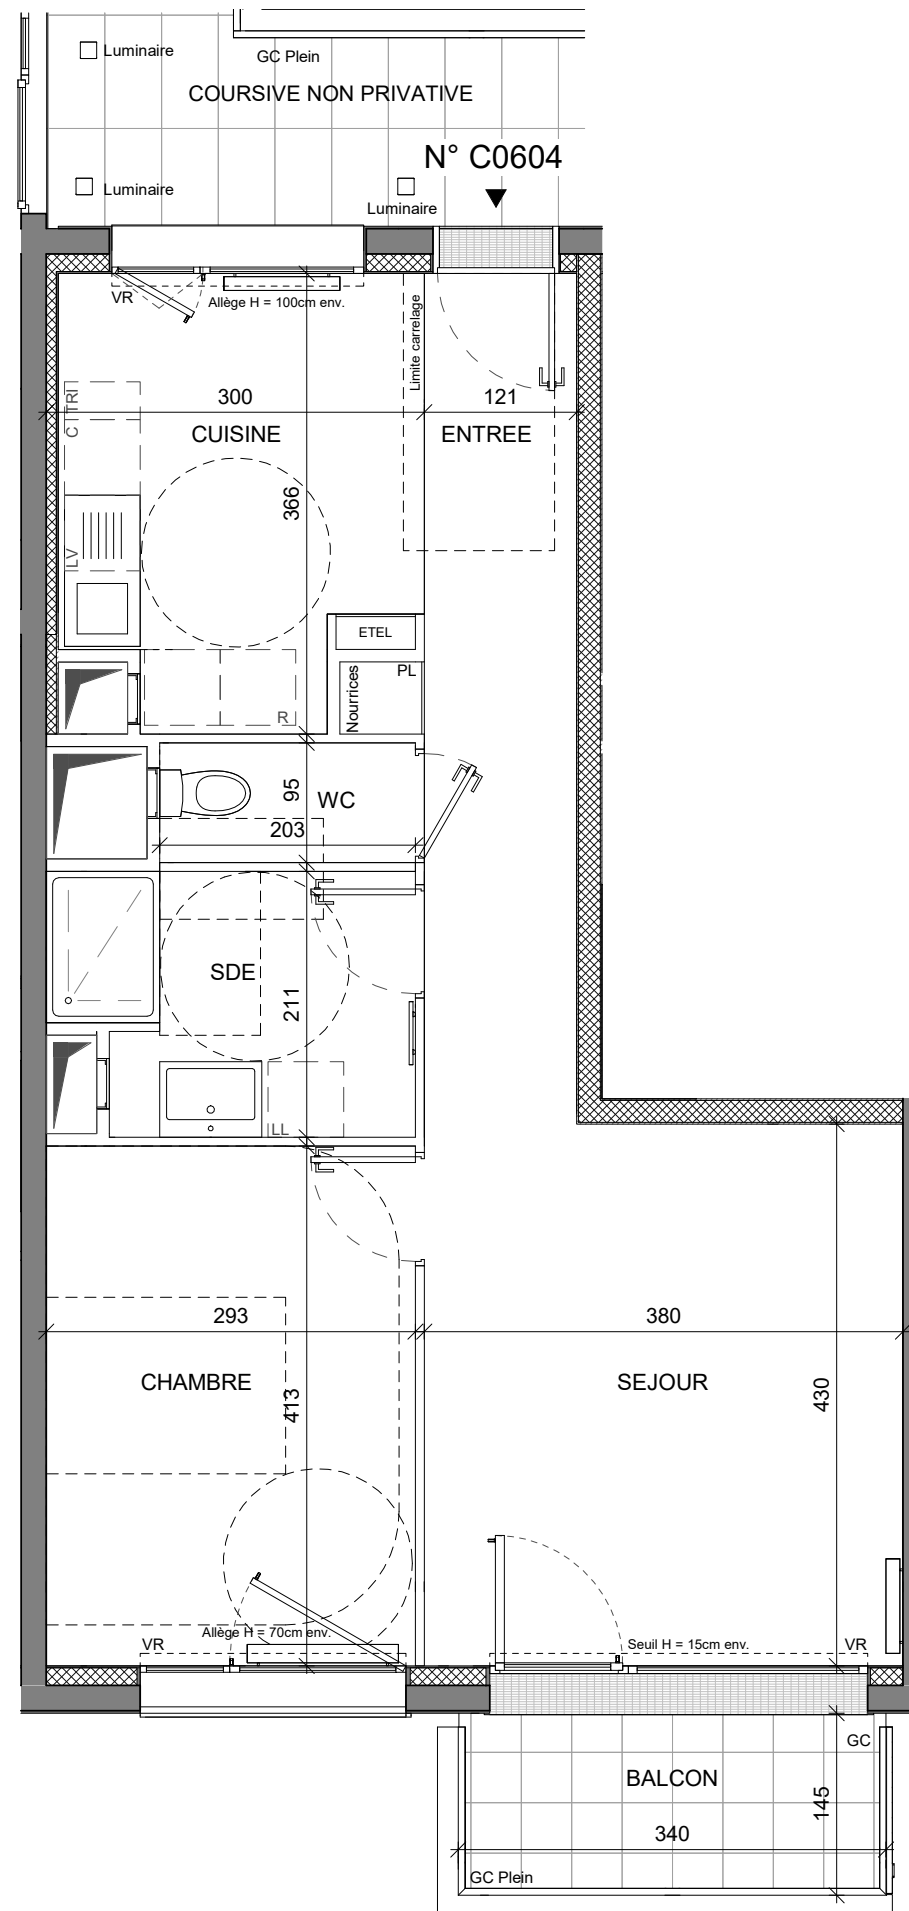 Luminaire
GC Plein
COURSIVE NON PRIVATIVE
N° C0604
Luminaire
Luminaire
VR
Allège H = 100cm env.
Limite carrelage
C
TRI
300
121
CUISINE
ENTREE
366
LV
ETEL
Nourrices
PL
R
95
WC
203
SDE
211
LL
293
380
CHAMBRE
SEJOUR
413
430
Allège H = 70cm env.
VR
Seuil H = 15cm env.
VR
GC
BALCON
145
340
GC Plein